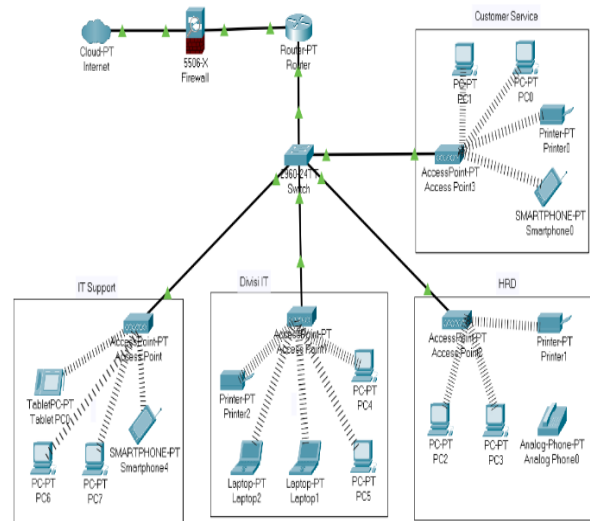 Customer Service
Cloud-PT
Internet
5506-X
Firewall
Router-PT
Router
PC-PT
PC1
PC-PT
PC0
Printer-PT
Printer0
AccessPoint-PT
Access Point3
SMARTPHONE-PT
Smartphone0
2960-24TT
Switch
IT Support
AccessPoint-PT
Access Point
TabletPC-PT
Tablet PC0
SMARTPHONE-PT
Smartphone4
PC-PT
PC6
PC-PT
PC7
Divisi IT
AccessPoint-PT
Access Point1
Printer-PT
Printer2
PC-PT
PC4
Laptop-PT
Laptop2
Laptop-PT
Laptop1
PC-PT
PC5
HRD
AccessPoint-PT
Access Point2
Printer-PT
Printer1
PC-PT
PC2
PC-PT
PC3
Analog-Phone-PT
Analog Phone0